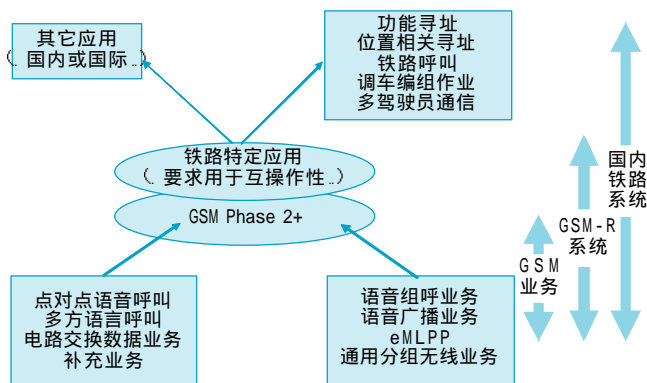 其它应用
(. 国内或国际 ..)
功能寻址
位置相关寻址
铁路呼叫
调车编组作业
多驾驶员通信
铁路特定应用
(. 要求用于互操作性 ..)
GSM Phase 2+
点对点语音呼叫
多方语言呼叫
电路交换数据业务
补充业务
语音组呼业务
语音广播业务
eMLPP
通用分组无线业务
GSM
业务
GSM-R
系统
国内
铁路
系统